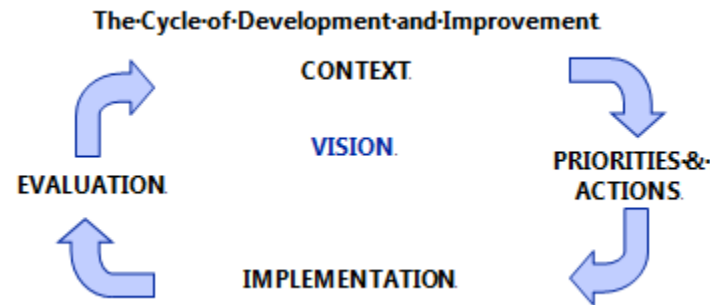 The·Cycle·of·Development·and·Improvement
CONTEXT
VISION
PRIORITIES·&·
ACTIONS
EVALUATION
IMPLEMENTATION